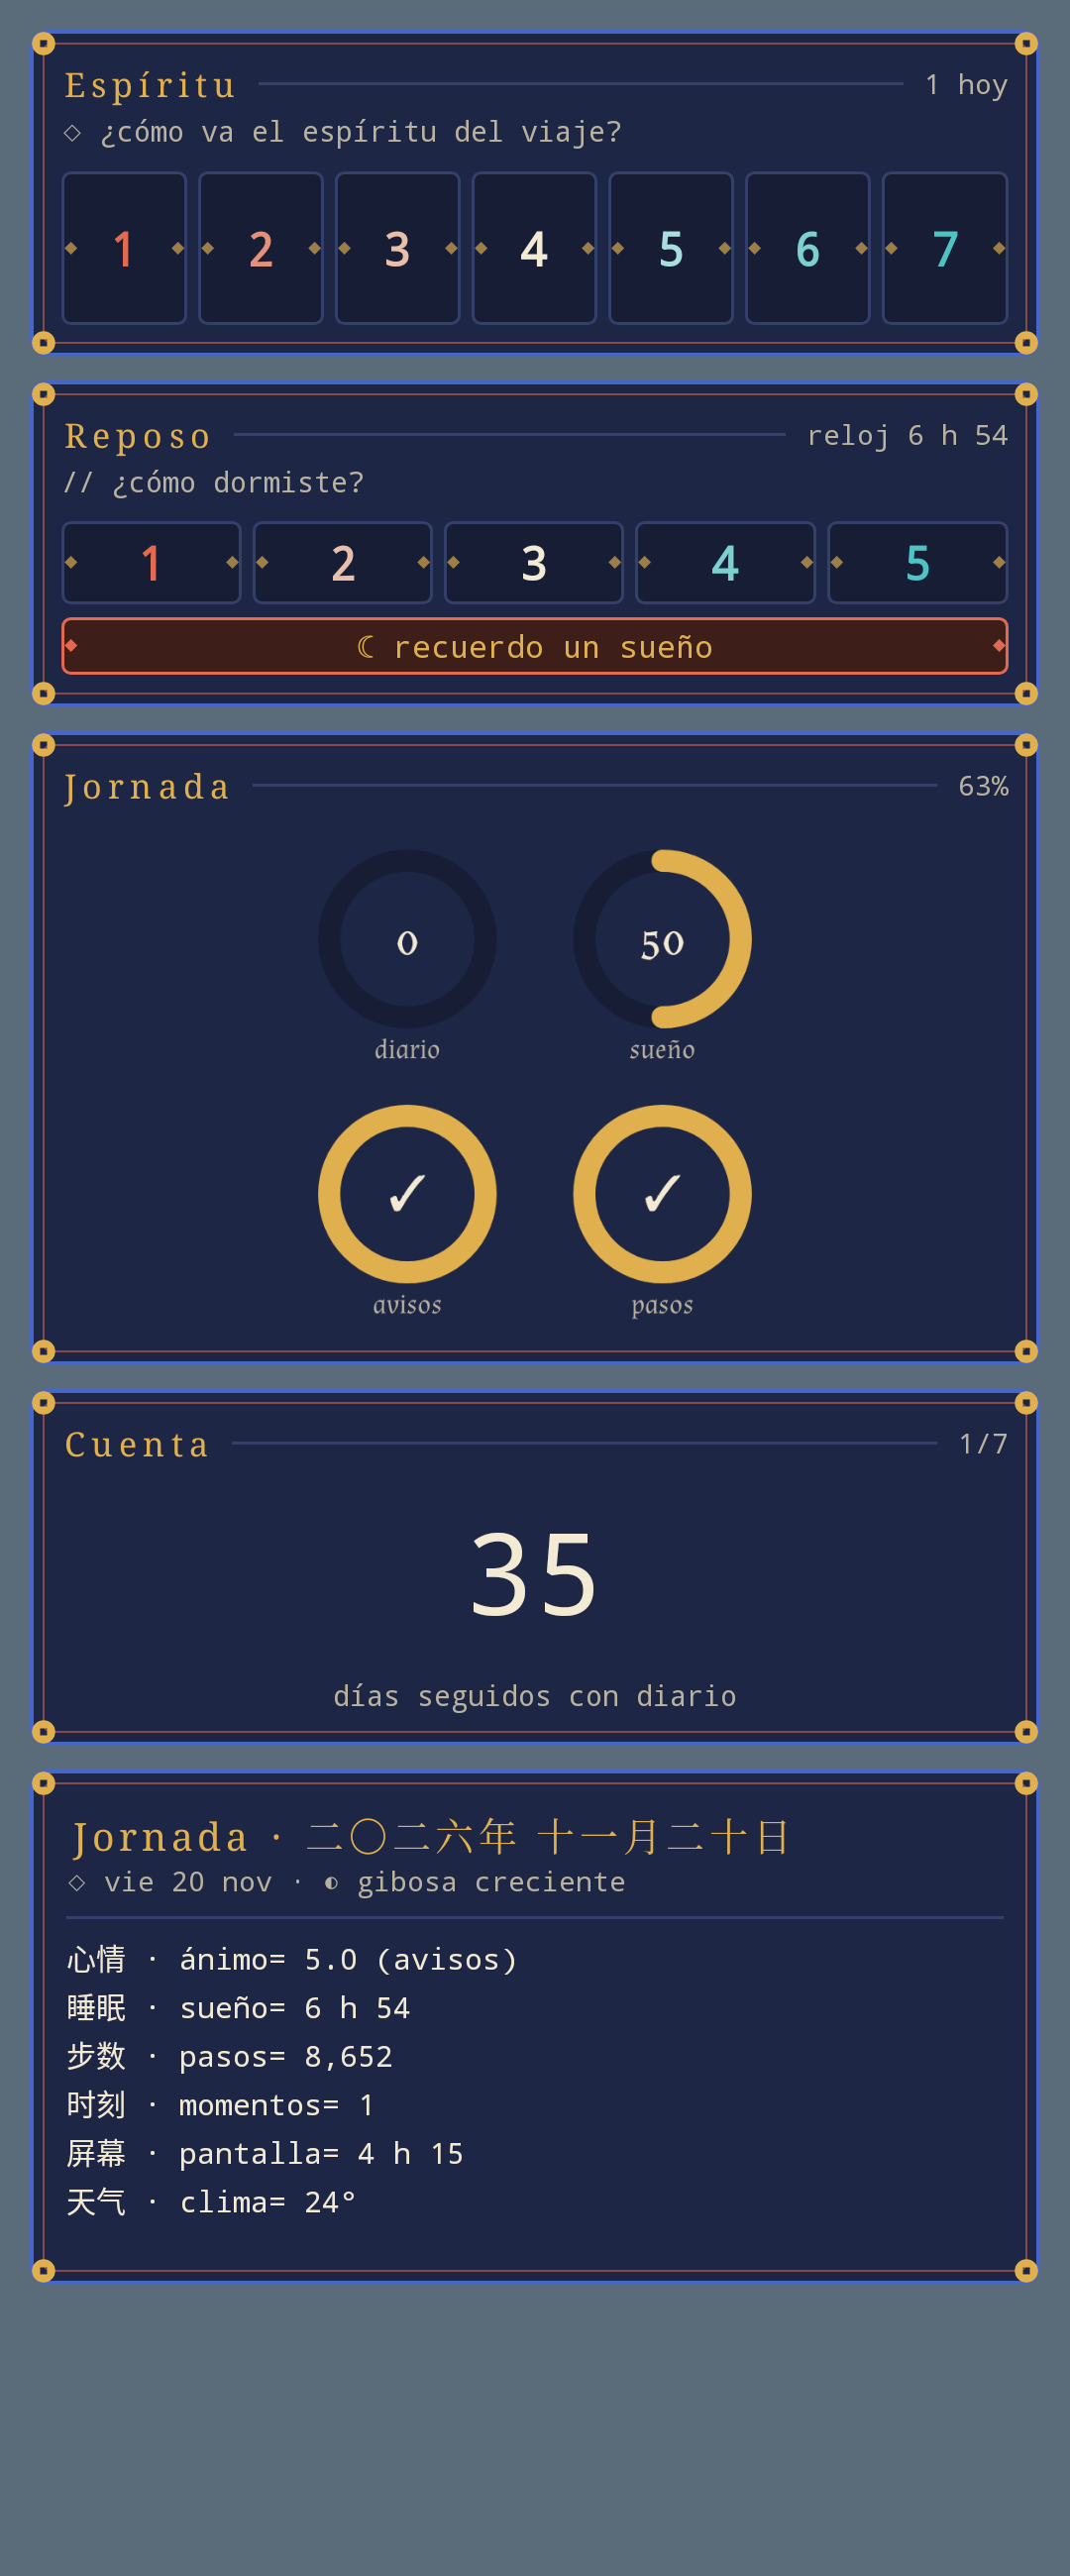 Espíritu 1 hoy
◇ ¿cómo va el espíritu del viaje?
1 2 3 4 5 6 7
Reposo reloj 6 h 54
// ¿cómo dormiste?
1 2 3 4 5
☾ recuerdo un sueño
Jornada 63%
0 50
diario sueño
✓ ✓
avisos pasos
Cuenta 1/7
35
días seguidos con diario
Jornada · 二〇二六年 十一月二十日
◇ vie 20 nov · ◐ gibosa creciente
心情 · ánimo= 5.0 (avisos)
睡眠 · sueño= 6 h 54
步数 · pasos= 8,652
时刻 · momentos= 1
屏幕 · pantalla= 4 h 15
天气 · clima= 24°